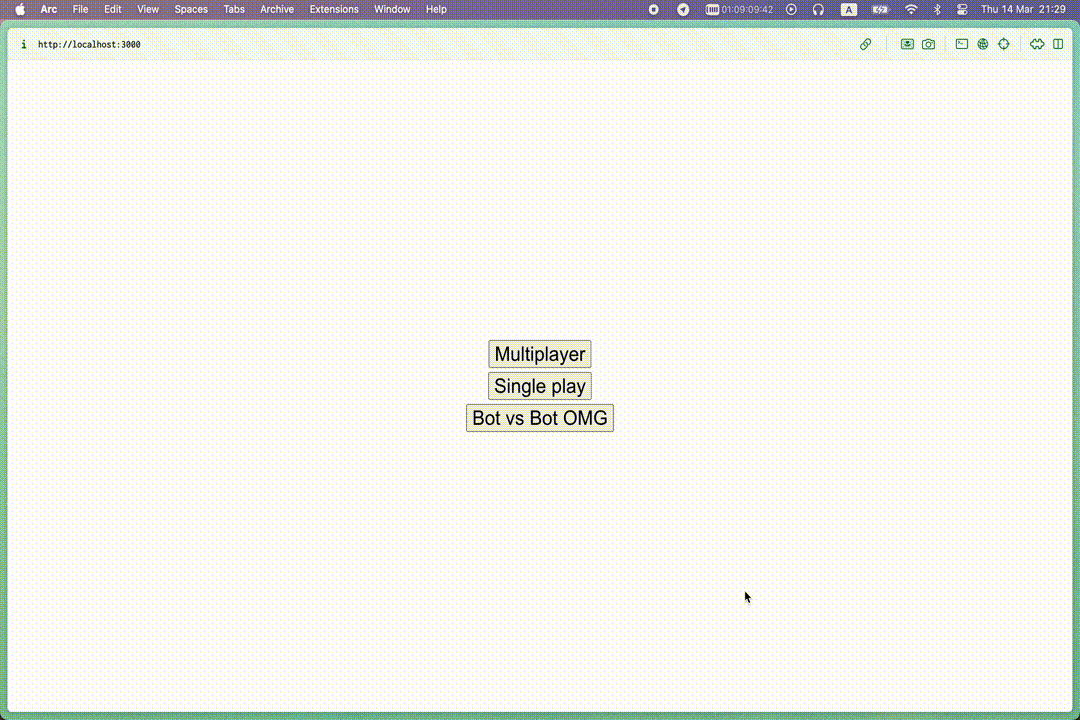 Arc File Edit View Spaces Tabs Archive Extensions Window Help 01:09:09:42 A Thu 14 Mar 21:29
i http://localhost:3000
Multiplayer
Single play
Bot vs Bot OMG